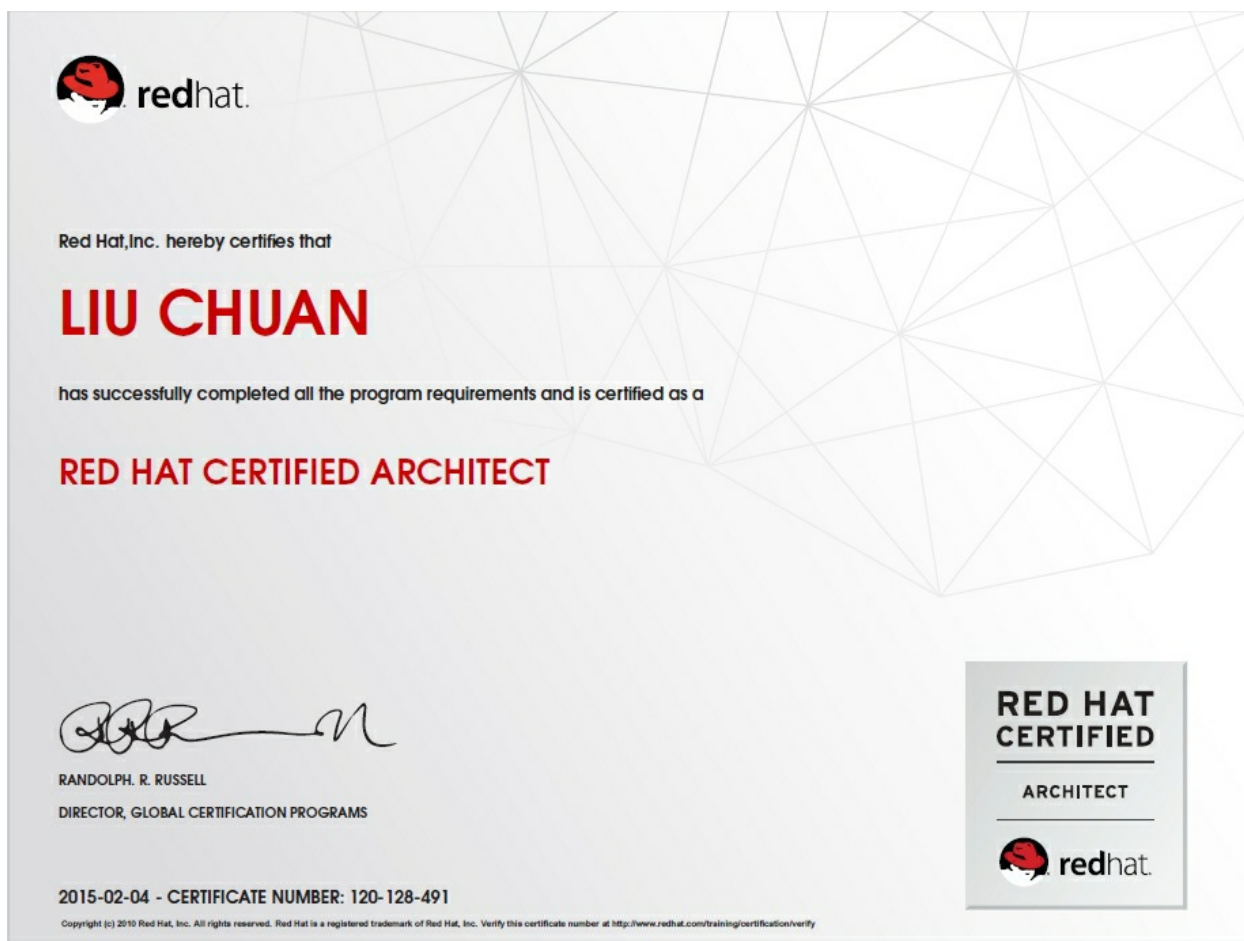 redhat.
Red Hat,Inc. hereby certifies that
LIU CHUAN
has successfully completed all the program requirements and is certified as a
RED HAT CERTIFIED ARCHITECT
RANDOLPH. R. RUSSELL
DIRECTOR, GLOBAL CERTIFICATION PROGRAMS
2015-02-04 - CERTIFICATE NUMBER: 120-128-491
Copyright (c) 2010 Red Hat, Inc. All rights reserved. Red Hat is a registered trademark of Red Hat, Inc. Verify this certificate number at http://www.redhat.com/training/certification/verify
RED HAT
CERTIFIED
ARCHITECT
redhat.